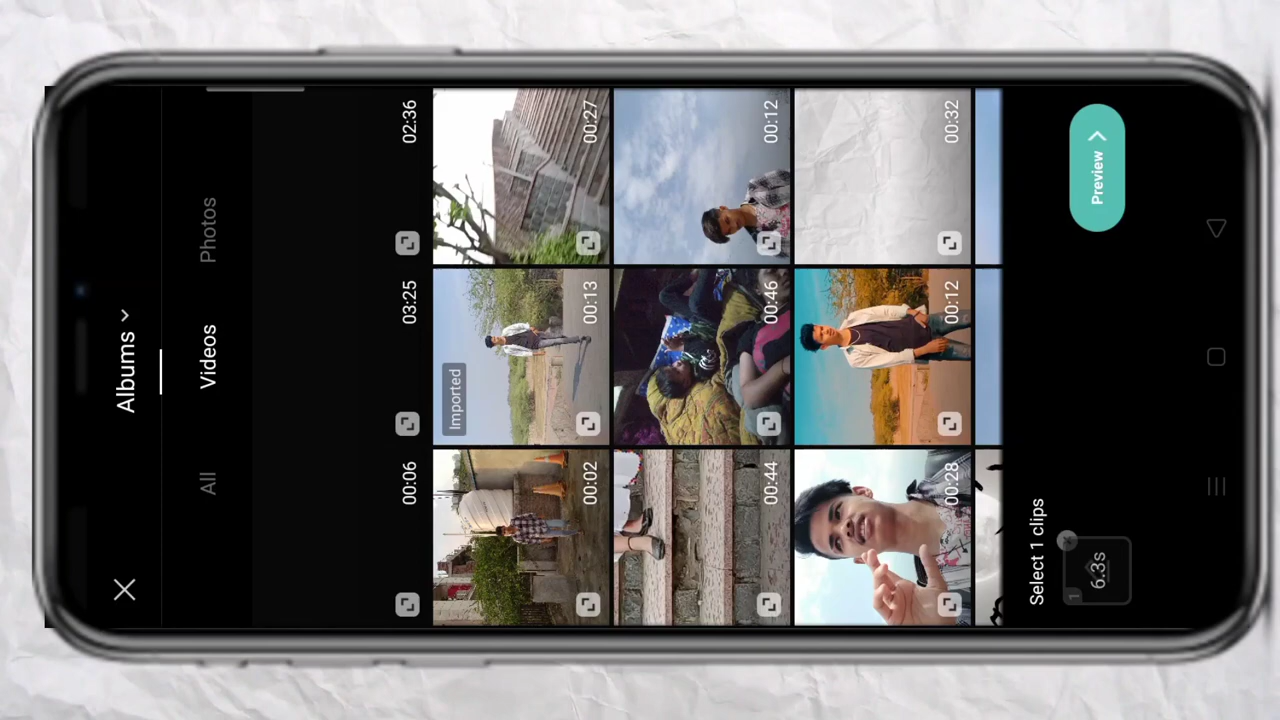 Albums
All Videos Photos
00:06 03:25 02:36
Imported
00:02 00:13 00:27
00:44 00:46 00:12
00:28 00:12 00:32
Select 1 clips
1
6.3s
Preview